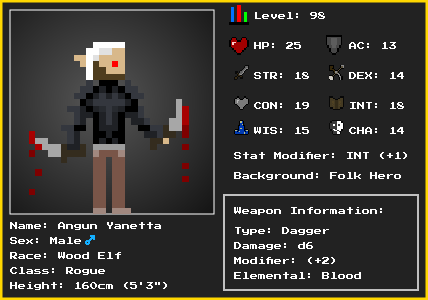 Level: 98
HP: 25 AC: 13
STR: 18 DEX: 14
CON: 19 INT: 18
WIS: 15 CHA: 14
Stat Modifier: INT (+1)
Background: Folk Hero
Name: Angun Yanetta
Sex: Male ♂
Race: Wood Elf
Class: Rogue
Height: 160cm (5'3")
Weapon Information:
Type: Dagger
Damage: d6
Modifier: (+2)
Elemental: Blood